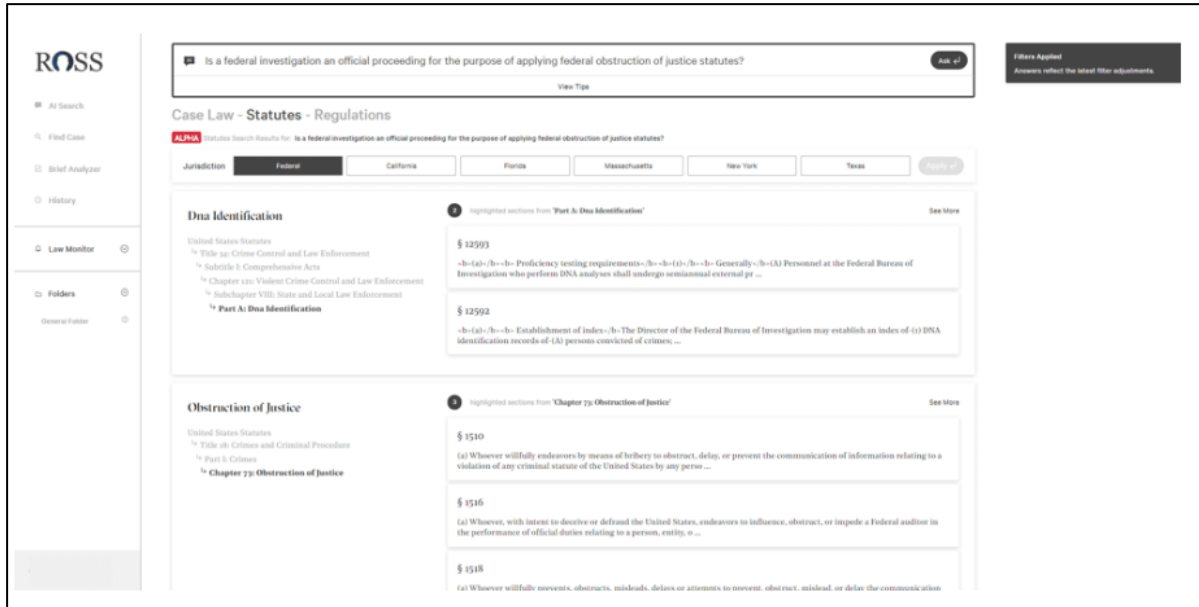 ROSS
AI Search
Find Case
Brief Analyzer
History
Law Monitor
Folders
General Folder
Is a federal investigation an official proceeding for the purpose of applying federal obstruction of justice statutes?
Ask
View Tips
Filters Applied
Answers reflect the latest filter adjustments.
Case Law - Statutes - Regulations
ALPHA Statutes Search Results for: Is a federal investigation an official proceeding for the purpose of applying federal obstruction of justice statutes?
Jurisdiction Federal California Florida Massachusetts New York Texas Apply
Dna Identification
United States Statutes
Title 34: Crime Control and Law Enforcement
Subtitle I: Comprehensive Acts
Chapter 121: Violent Crime Control and Law Enforcement
Subchapter VIII: State and Local Law Enforcement
Part A: Dna Identification
2 highlighted sections from 'Part A: Dna Identification' See More
§ 12593
<b>(a)</b><b> Proficiency testing requirements</b><b>(1)</b><b> Generally</b>(A) Personnel at the Federal Bureau of
Investigation who perform DNA analyses shall undergo semiannual external pr ...
§ 12592
<b>(a)</b><b> Establishment of index</b>The Director of the Federal Bureau of Investigation may establish an index of-(1) DNA
identification records of-(A) persons convicted of crimes; ...
Obstruction of Justice
United States Statutes
Title 18: Crimes and Criminal Procedure
Part I: Crimes
Chapter 73: Obstruction of Justice
3 highlighted sections from 'Chapter 73: Obstruction of Justice' See More
§ 1510
(a) Whoever willfully endeavors by means of bribery to obstruct, delay, or prevent the communication of information relating to a
violation of any criminal statute of the United States by any perso ...
§ 1516
(a) Whoever, with intent to deceive or defraud the United States, endeavors to influence, obstruct, or impede a Federal auditor in
the performance of official duties relating to a person, entity, o ...
§ 1518
(a) Whoever willfully prevents, obstructs, misleads, delays or attempts to prevent, obstruct, mislead, or delay the communication